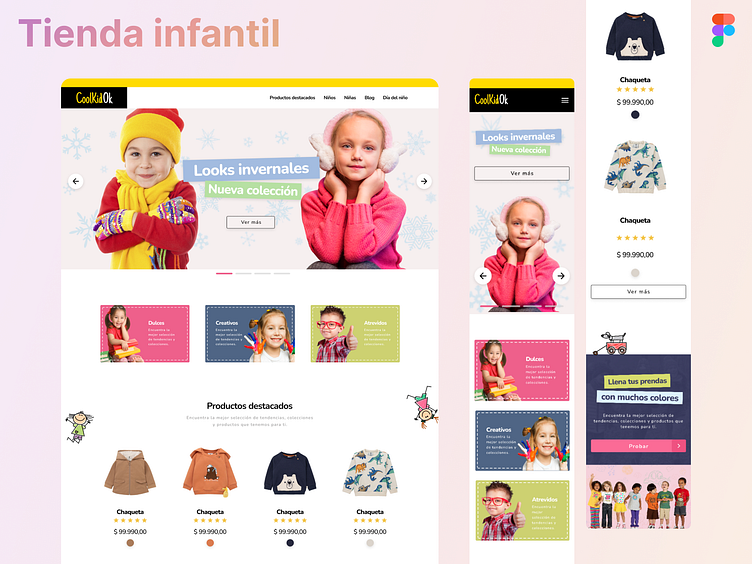 Tienda infantil
CoolKidOk
Productos destacados Niños Niñas Blog Día del niño
Looks invernales
Nueva colección
Ver más
Dulces
Encuentra la
mejor selección
de tendencias y
colecciones
Creativos
Encuentra la
mejor selección
de tendencias y
colecciones
Atrevidos
Encuentra la
mejor selección
de tendencias y
colecciones
Productos destacados
Encuentra la mejor selección de tendencias, colecciones
y productos que tenemos para ti.
Chaqueta
$ 99.990,00
Chaqueta
$ 99.990,00
Chaqueta
$ 99.990,00
Chaqueta
$ 99.990,00
CoolKidOk
Looks invernales
Nueva colección
Ver más
Dulces
Encuentra la
mejor selección
de tendencias y
colecciones
Creativos
Encuentra la
mejor selección
de tendencias y
colecciones
Atrevidos
Encuentra la
mejor selección
de tendencias y
colecciones
Chaqueta
$ 99.990,00
Chaqueta
$ 99.990,00
Ver más
Llena tus prendas
con muchos colores
Encuentra la mejor selección de
tendencias, colecciones y productos que
tenemos para ti.
Probar